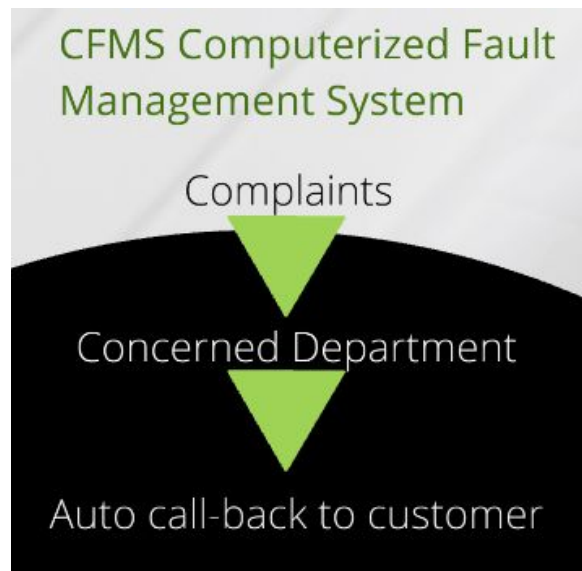 CFMS Computerized Fault
Management System
Complaints
Concerned Department
Auto call-back to customer